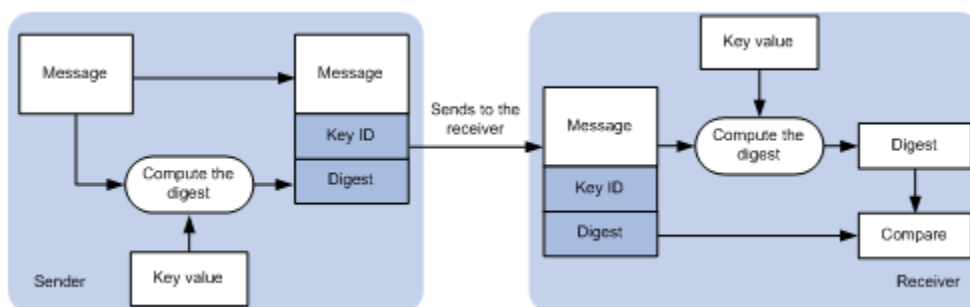 Message
Message
Key ID
Digest
Compute the
digest
Key value
Sender
Sends to the
receiver
Key value
Message
Key ID
Digest
Compute the
digest
Digest
Compare
Receiver